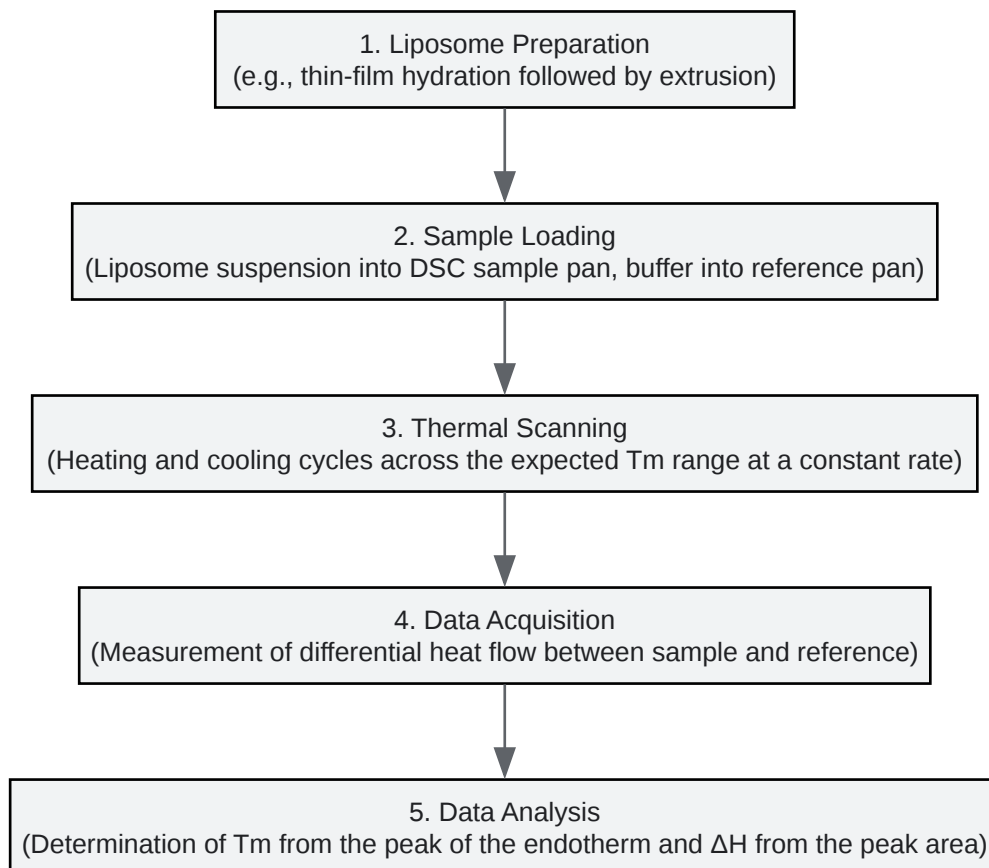 1. Liposome Preparation
(e.g., thin-film hydration followed by extrusion)
2. Sample Loading
(Liposome suspension into DSC sample pan, buffer into reference pan)
3. Thermal Scanning
(Heating and cooling cycles across the expected Tm range at a constant rate)
4. Data Acquisition
(Measurement of differential heat flow between sample and reference)
5. Data Analysis
(Determination of Tm from the peak of the endotherm and ΔH from the peak area)